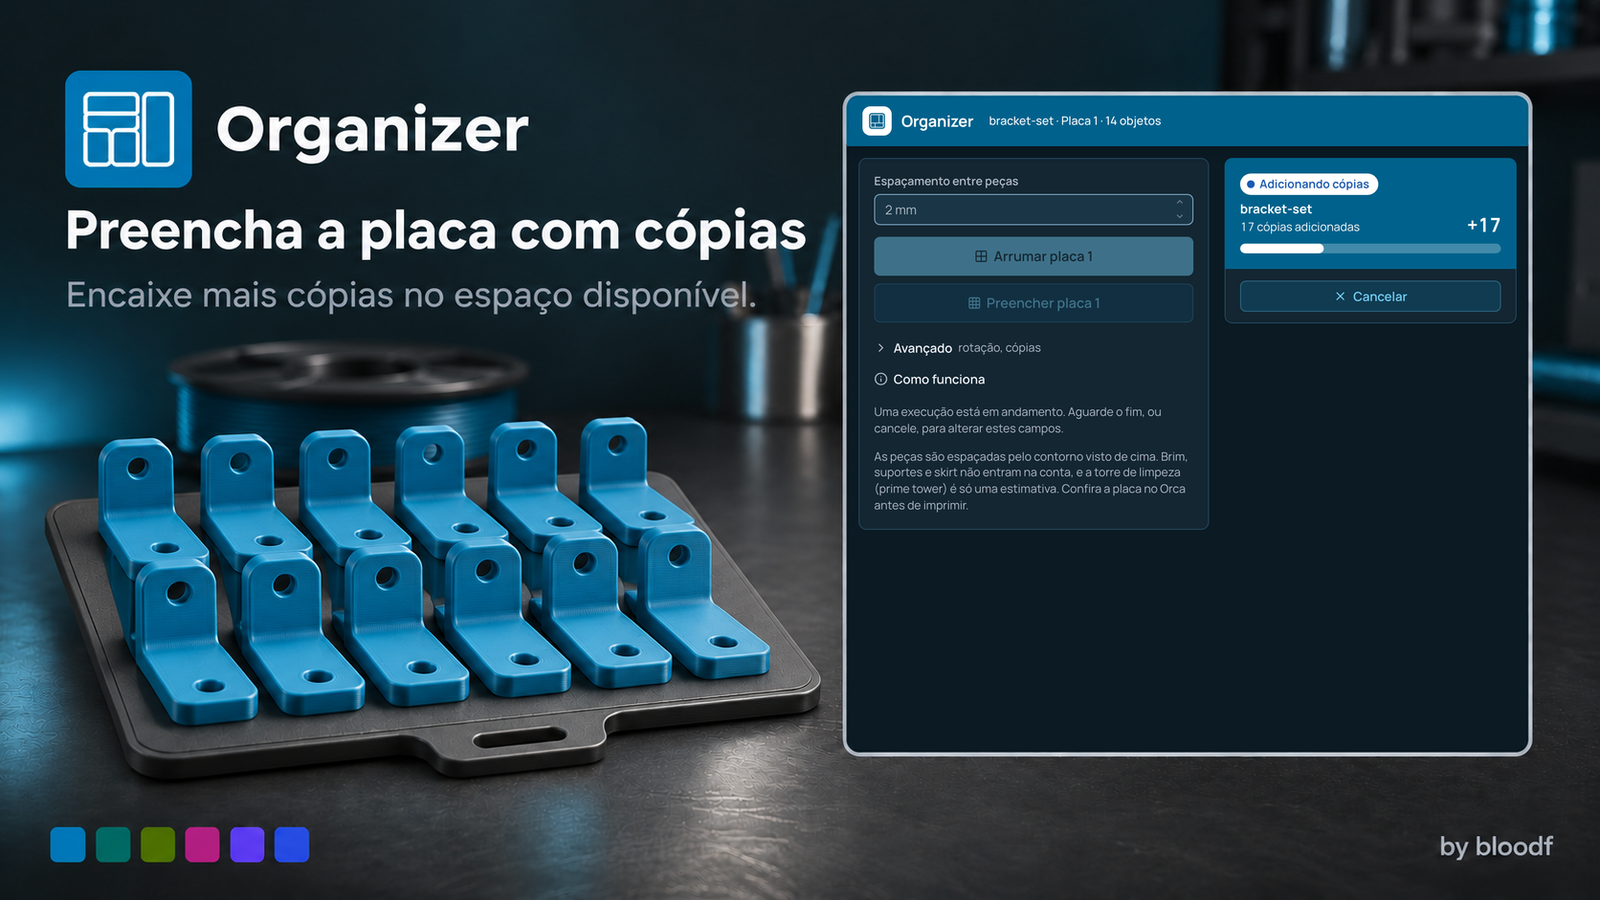 Organizer
Preencha a placa com cópias
Encaixe mais cópias no espaço disponível.
Organizer bracket-set · Placa 1 · 14 objetos
Espaçamento entre peças
2 mm
Arrumar placa 1
Preencher placa 1
Avançado rotação, cópias
Como funciona
Uma execução está em andamento. Aguarde o fim, ou
cancele, para alterar estes campos.
As peças são espaçadas pelo contorno visto de cima. Brim,
suportes e skirt não entram na conta, e a torre de limpeza
(prime tower) é só uma estimativa. Confira a placa no Orca
antes de imprimir.
Adicionando cópias
bracket-set
17 cópias adicionadas
+17
Cancelar
by bloodf